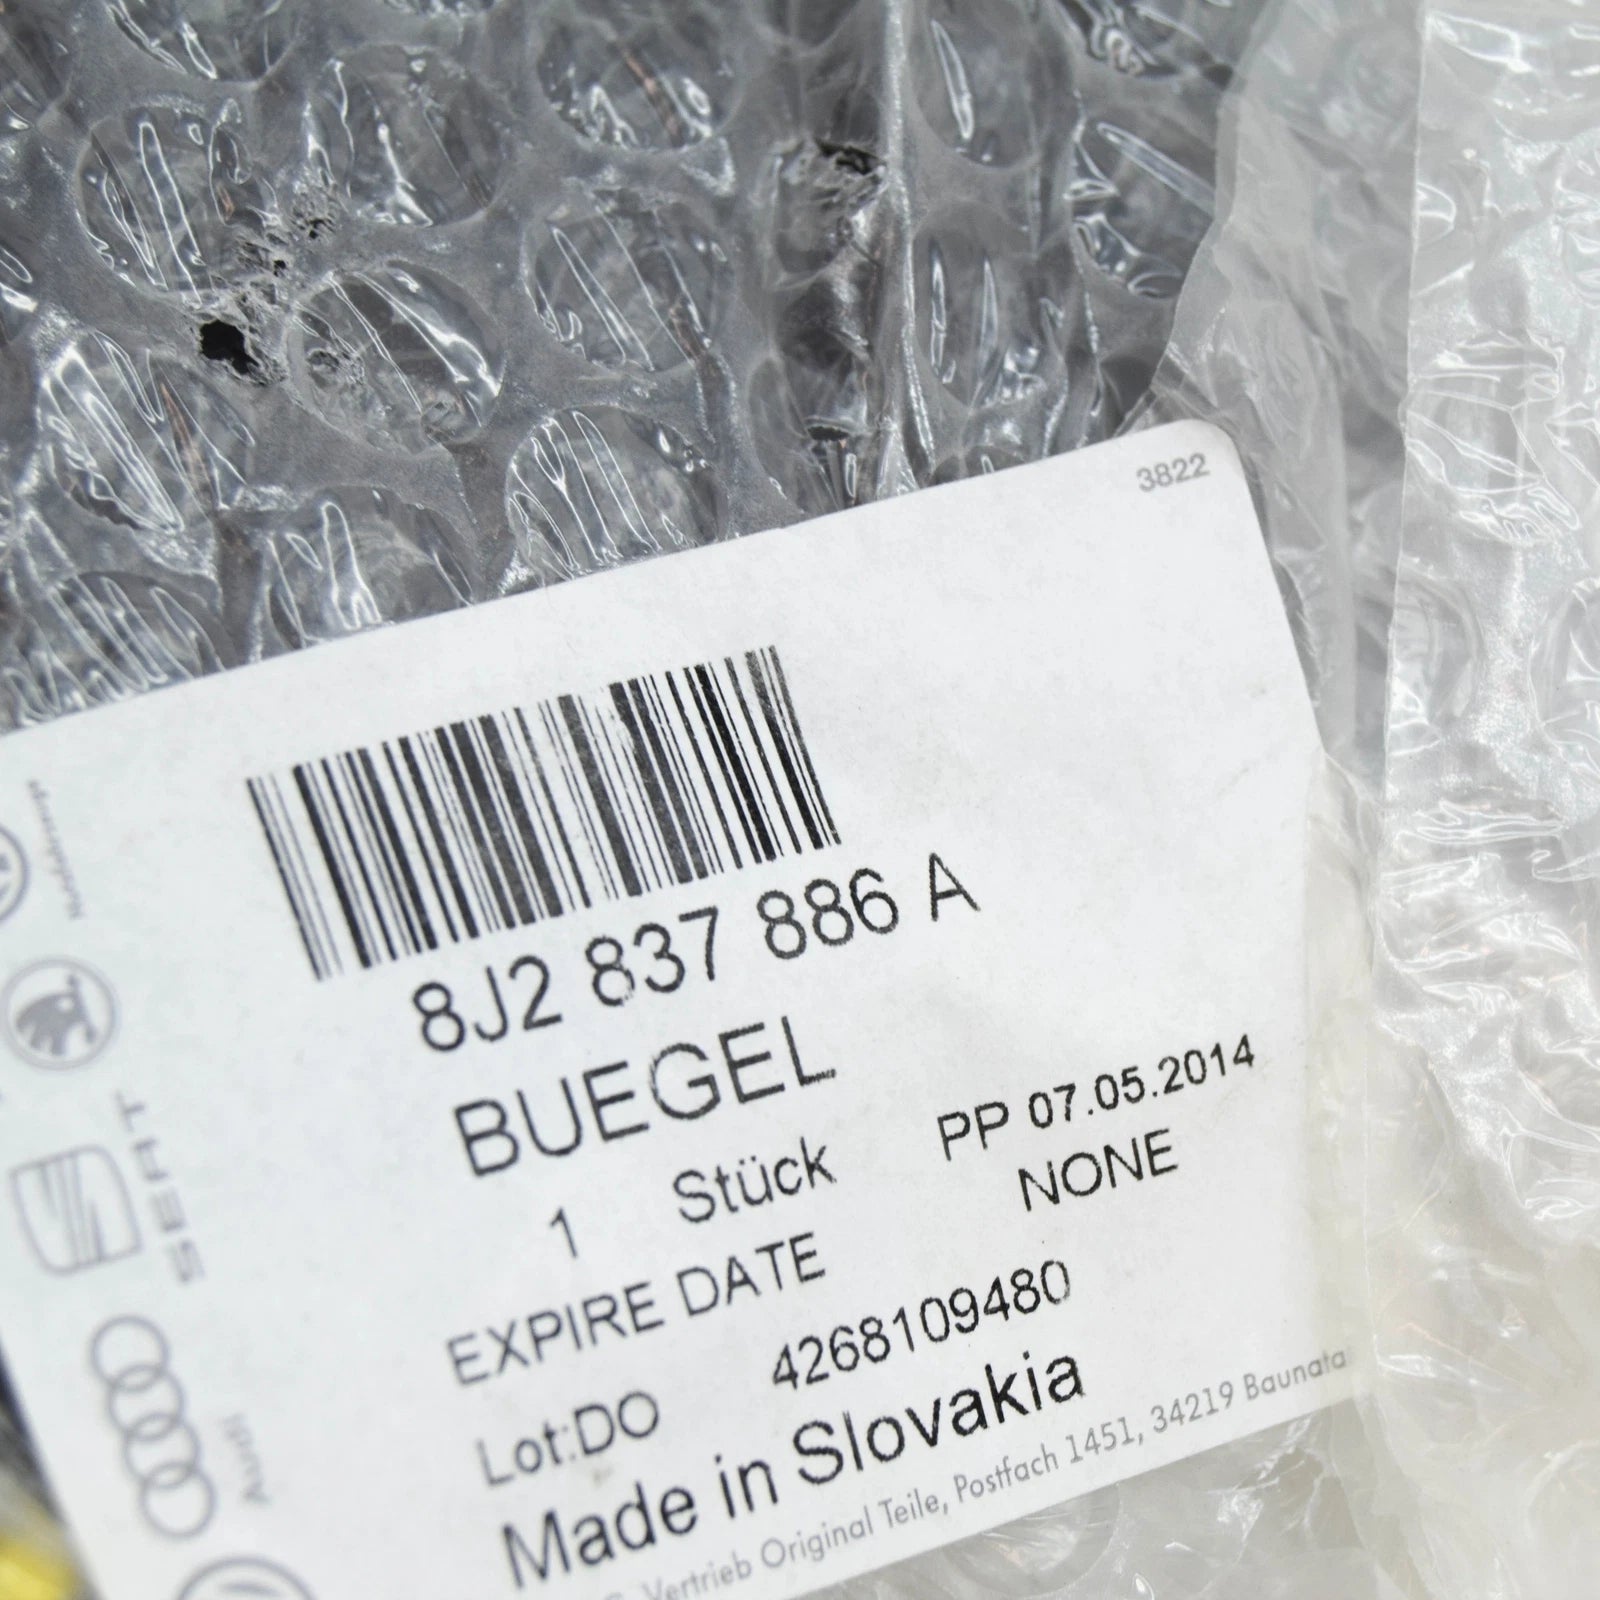 3822
8J2 837 886 A
BUEGEL
1 Stück PP 07.05.2014
EXPIRE DATE NONE
Lot:DO 4268109480
Made in Slovakia
Vertrieb Original Teile, Postfach 1451, 34219 Baunatal
SEAT
Audi